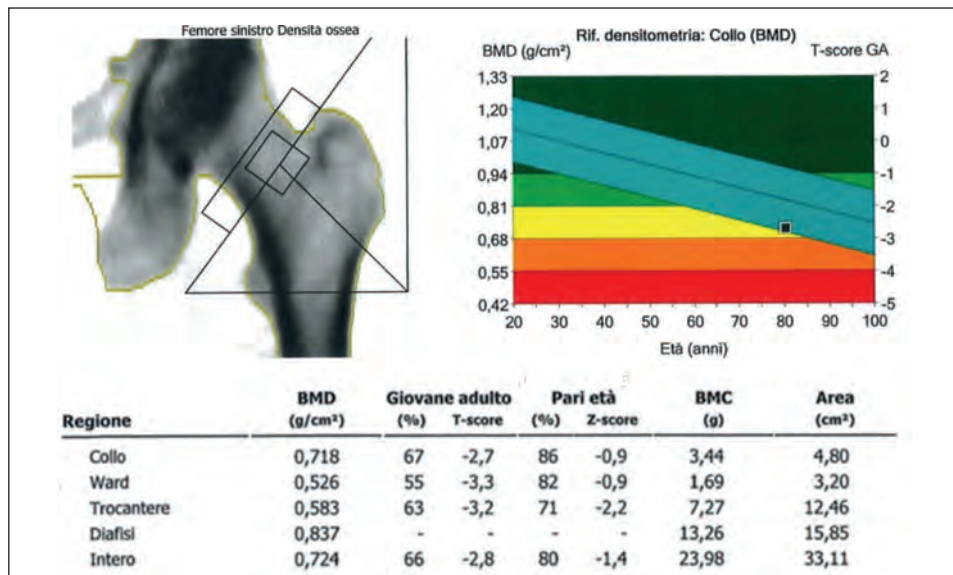 Femore sinistro Densità ossea
Rif. densitometria: Collo (BMD)
BMD (g/cm²) T-score GA
1,33 2
1,20 1
1,07 0
0,94 -1
0,81 -2
0,68 -3
0,55 -4
0,42 -5
20 30 40 50 60 70 80 90 100
Età (anni)
BMD Giovane adulto Pari età BMC Area
Regione (g/cm²) (%) T-score (%) Z-score (g) (cm²)
Collo 0,718 67 -2,7 86 -0,9 3,44 4,80
Ward 0,526 55 -3,3 82 -0,9 1,69 3,20
Trocantere 0,583 63 -3,2 71 -2,2 7,27 12,46
Diafisi 0,837 - - - - 13,26 15,85
Intero 0,724 66 -2,8 80 -1,4 23,98 33,11